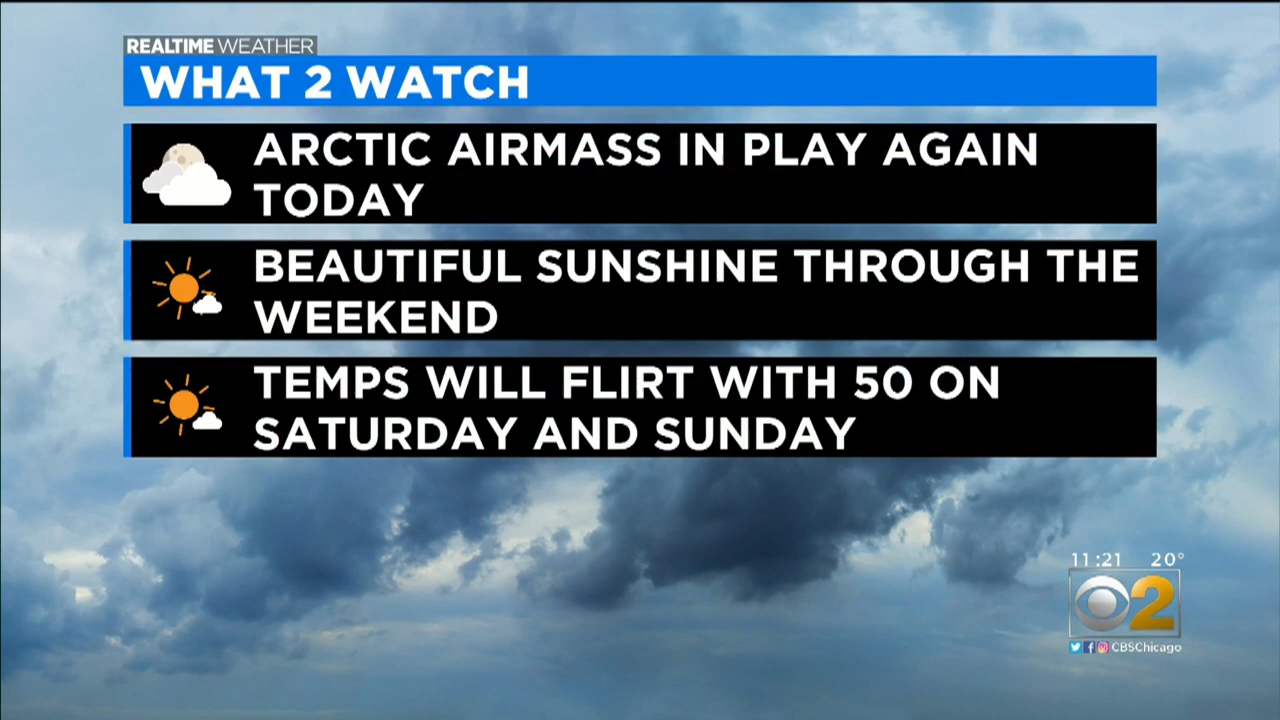 REALTIME WEATHER
WHAT 2 WATCH
ARCTIC AIRMASS IN PLAY AGAIN
TODAY
BEAUTIFUL SUNSHINE THROUGH THE
WEEKEND
TEMPS WILL FLIRT WITH 50 ON
SATURDAY AND SUNDAY
11:21 20°
2
CBSChicago